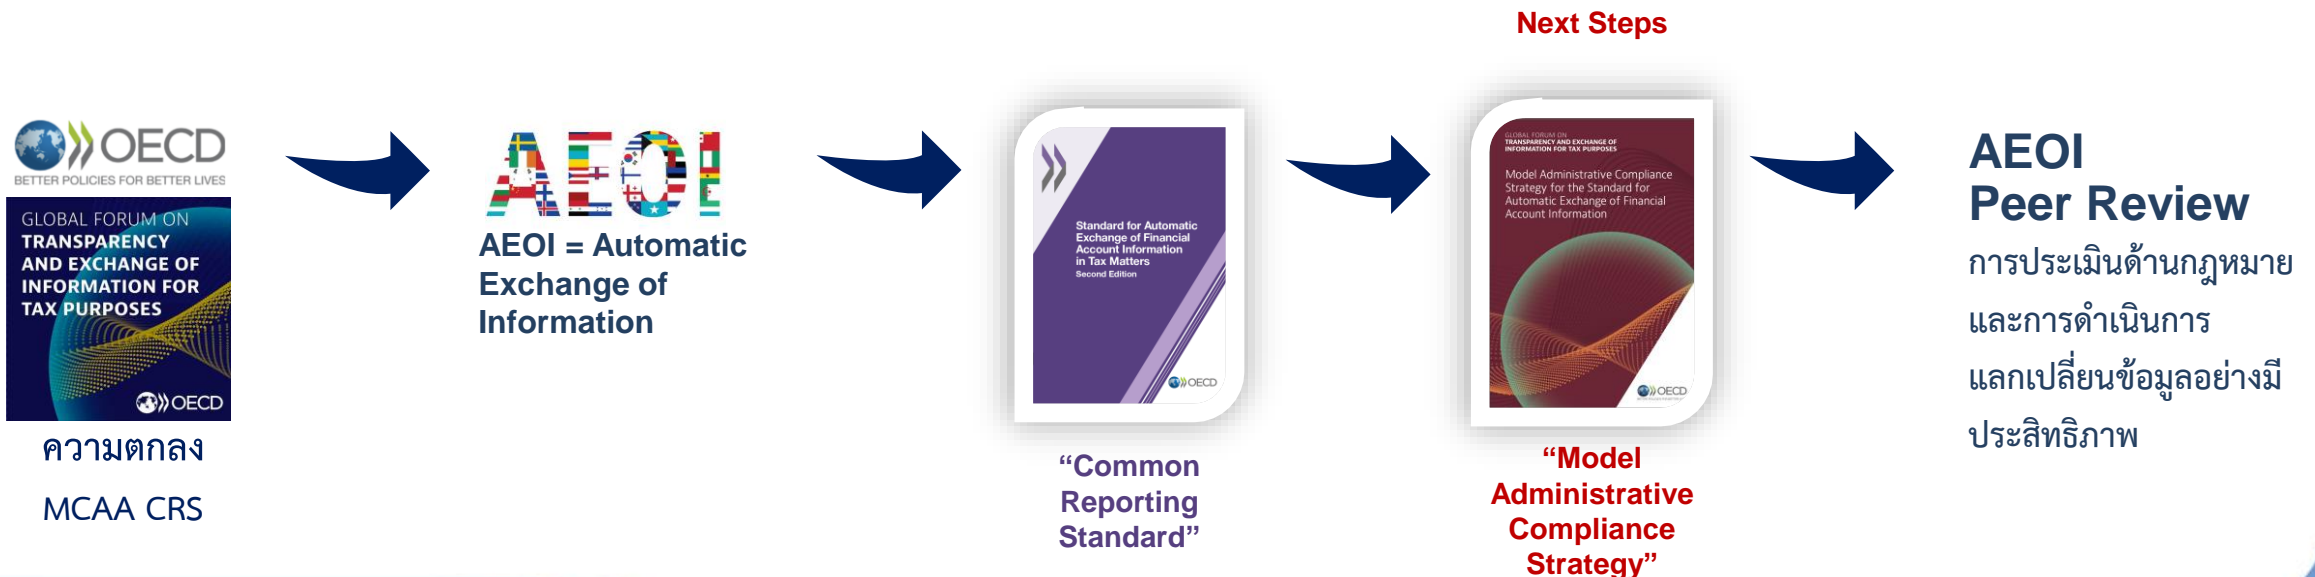 Next Steps
OECD
BETTER POLICIES FOR BETTER LIVES
GLOBAL FORUM ON
TRANSPARENCY
AND EXCHANGE OF
INFORMATION FOR
TAX PURPOSES
OECD
ความตกลง
MCAA CRS
AEOI
AEOI = Automatic
Exchange of
Information
Standard for Automatic
Exchange of Financial
Account Information
in Tax Matters
Second Edition
OECD
“Common
Reporting
Standard”
GLOBAL FORUM ON
TRANSPARENCY AND EXCHANGE OF
INFORMATION FOR TAX PURPOSES
Model Administrative Compliance
Strategy for the Standard for
Automatic Exchange of Financial
Account Information
OECD
“Model
Administrative
Compliance
Strategy”
AEOI
Peer Review
การประเมินด้านกฎหมาย
และการดำเนินการ
แลกเปลี่ยนข้อมูลอย่างมี
ประสิทธิภาพ